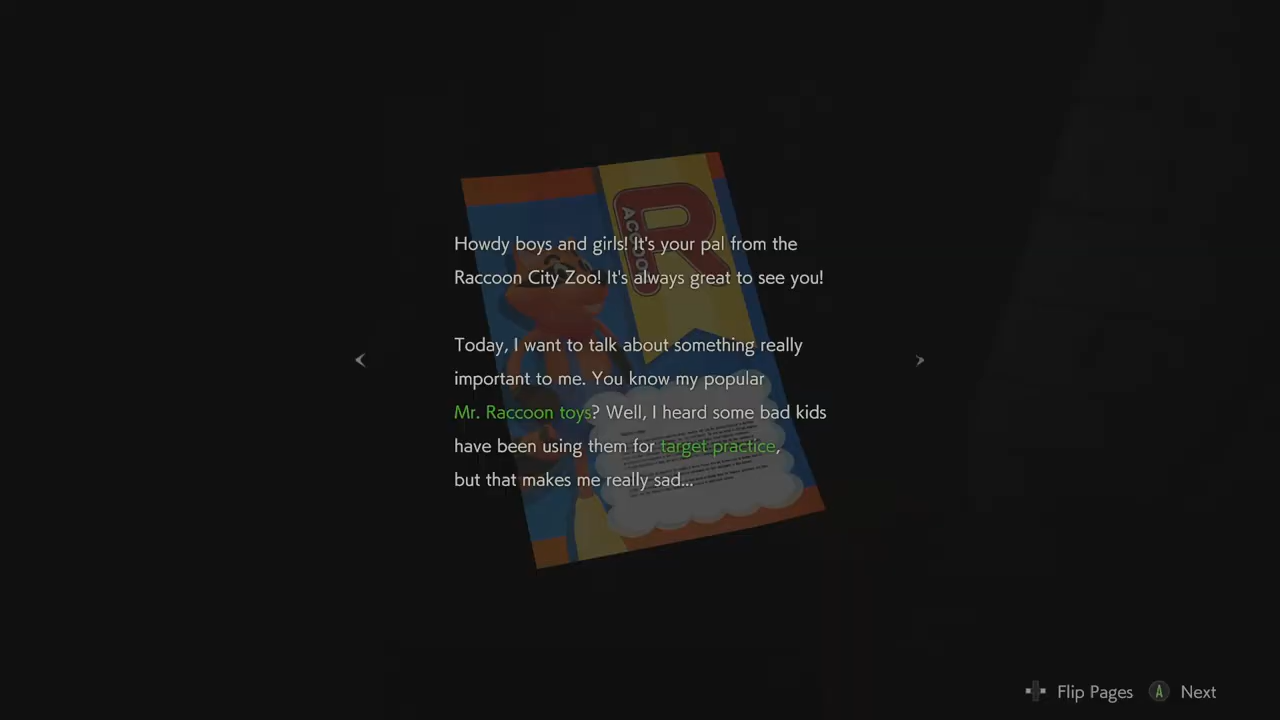 Howdy boys and girls! It's your pal from the
Raccoon City Zoo! It's always great to see you!
Today, I want to talk about something really
important to me. You know my popular
Mr. Raccoon toys? Well, I heard some bad kids
have been using them for target practice,
but that makes me really sad...
Flip Pages A Next